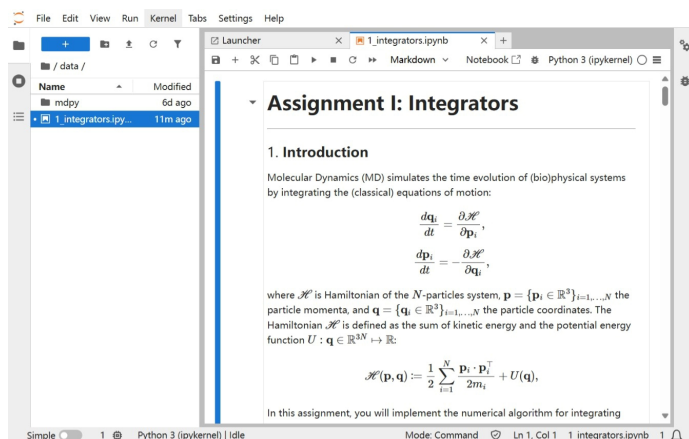 File Edit View Run Kernel Tabs Settings Help
Launcher × 1_integrators.ipynb × +
+ Markdown Notebook Python 3 (ipykernel)
/ data /
Name Modified
mdpy 6d ago
1_integrators.ipy... 11m ago
Assignment I: Integrators
1. Introduction
Molecular Dynamics (MD) simulates the time evolution of (bio)physical systems
by integrating the (classical) equations of motion:
d𝐪ᵢ/dt = ∂ℋ/∂𝐩ᵢ,
d𝐩ᵢ/dt = −∂ℋ/∂𝐪ᵢ,
where ℋ is Hamiltonian of the N-particles system, 𝐩 = {𝐩ᵢ ∈ ℝ³}ᵢ₌₁,…,N the
particle momenta, and 𝐪 = {𝐪ᵢ ∈ ℝ³}ᵢ₌₁,…,N the particle coordinates. The
Hamiltonian ℋ is defined as the sum of kinetic energy and the potential energy
function U : 𝐪 ∈ ℝ³ᴺ ↦ ℝ:
ℋ(𝐩, 𝐪) := 1/2 ∑ᵢ₌₁ᴺ 𝐩ᵢ · 𝐩ᵢ⊤/2mᵢ + U(𝐪),
In this assignment, you will implement the numerical algorithm for integrating
Simple 1 Python 3 (ipykernel) | Idle Mode: Command Ln 1, Col 1 1_integrators.ipynb 1